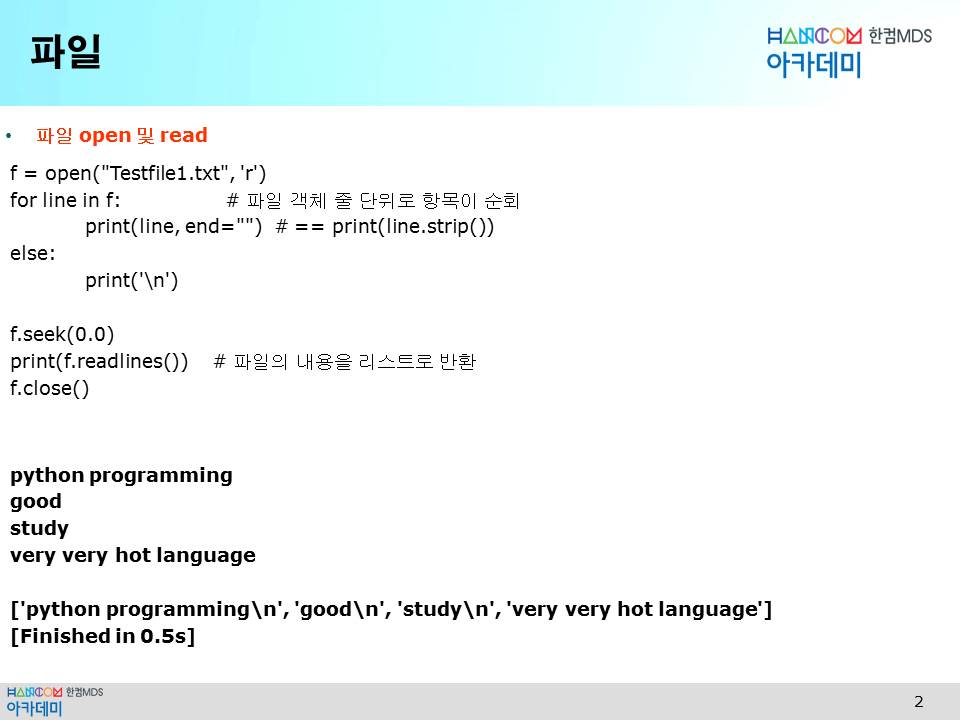 파일
HANCOM 한컴MDS
아카데미
• 파일 open 및 read
f = open("Testfile1.txt", 'r')
for line in f: # 파일 객체 줄 단위로 항목이 순회
print(line, end="") # == print(line.strip())
else:
print('\n')
f.seek(0.0)
print(f.readlines()) # 파일의 내용을 리스트로 반환
f.close()
python programming
good
study
very very hot language
['python programming\n', 'good\n', 'study\n', 'very very hot language']
[Finished in 0.5s]
HANCOM 한컴MDS
아카데미
2